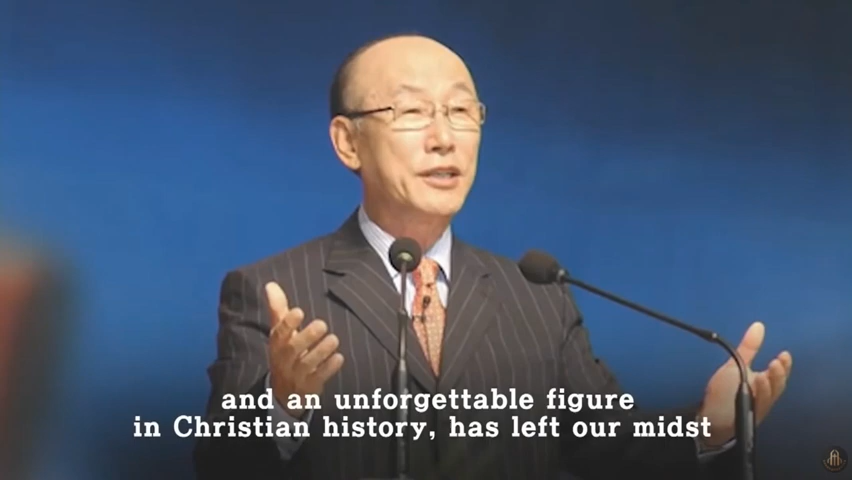 and an unforgettable figure
in Christian history, has left our midst